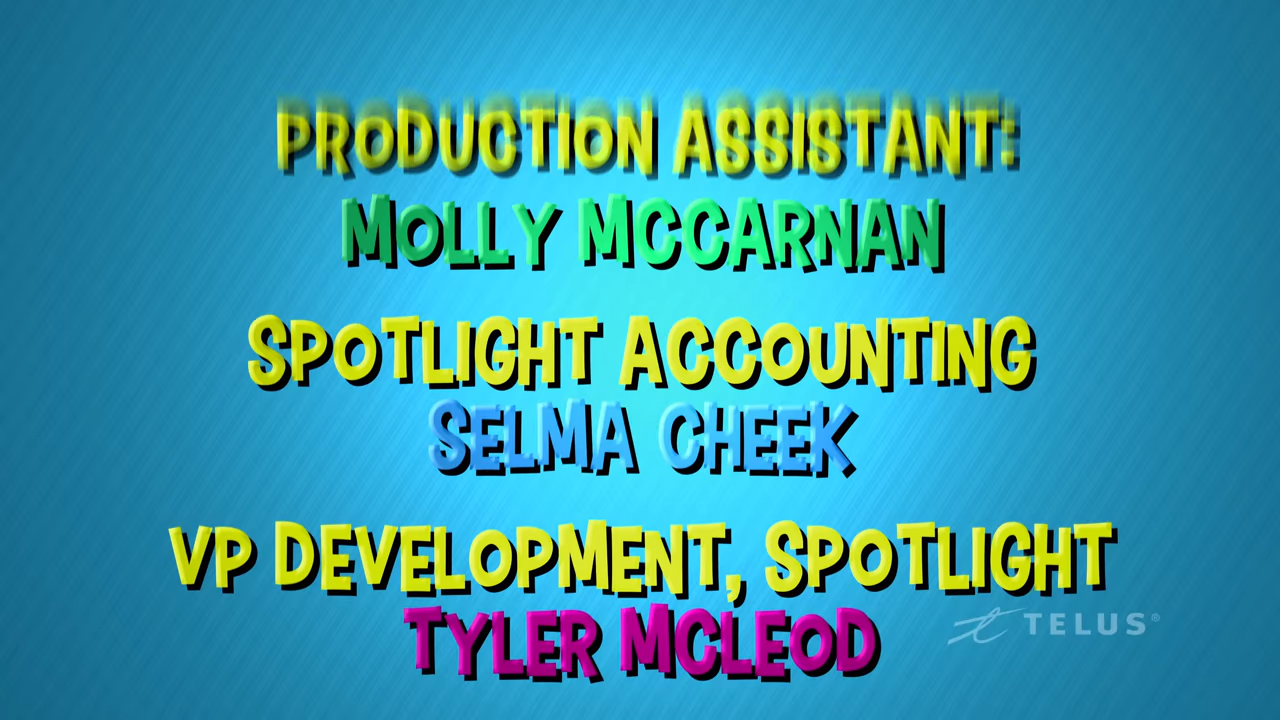 PRODUCTION ASSISTANT:
MOLLY MCCARNAN
SPOTLIGHT ACCOUNTING
SELMA CHEEK
VP DEVELOPMENT, SPOTLIGHT
TYLER MCLEOD
TELUS®